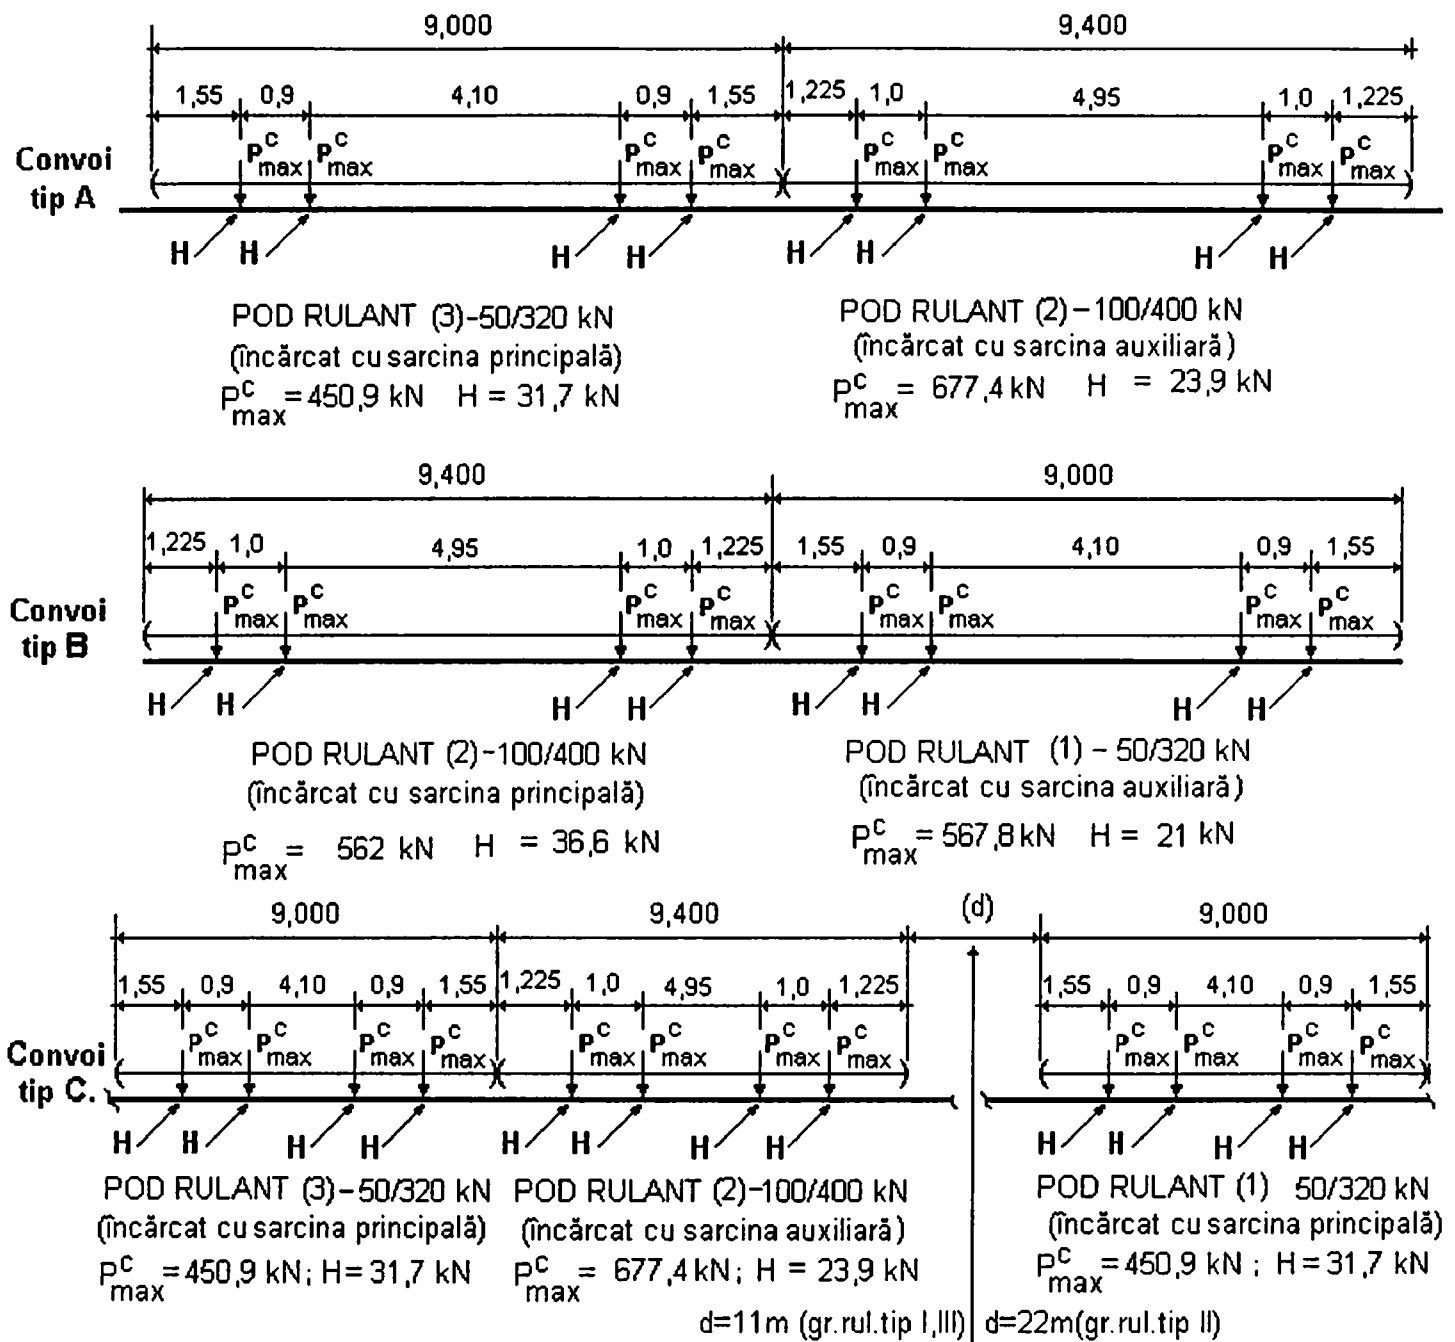 9,000 9,400
1,55 0,9 4,10 0,9 1,55 1,225 1,0 4,95 1,0 1,225
Convoi tip A
P^c_max P^c_max P^c_max P^c_max P^c_max P^c_max P^c_max P^c_max
H H H H H H H H
POD RULANT (3)-50/320 kN
(încărcat cu sarcina principală)
P^c_max = 450,9 kN H = 31,7 kN
POD RULANT (2)-100/400 kN
(încărcat cu sarcina auxiliară)
P^c_max = 677,4 kN H = 23,9 kN
9,400 9,000
1,225 1,0 4,95 1,0 1,225 1,55 0,9 4,10 0,9 1,55
Convoi tip B
P^c_max P^c_max P^c_max P^c_max P^c_max P^c_max P^c_max P^c_max
H H H H H H H H
POD RULANT (2)-100/400 kN
(încărcat cu sarcina principală)
P^c_max = 562 kN H = 36,6 kN
POD RULANT (1) - 50/320 kN
(încărcat cu sarcina auxiliară)
P^c_max = 567,8 kN H = 21 kN
9,000 9,400 (d) 9,000
1,55 0,9 4,10 0,9 1,55 1,225 1,0 4,95 1,0 1,225 1,55 0,9 4,10 0,9 1,55
Convoi tip C.
P^c_max P^c_max P^c_max P^c_max P^c_max P^c_max P^c_max P^c_max P^c_max P^c_max P^c_max P^c_max
H H H H H H H H H H H H
POD RULANT (3)-50/320 kN
(încărcat cu sarcina principală)
P^c_max = 450,9 kN; H = 31,7 kN
POD RULANT (2)-100/400 kN
(încărcat cu sarcina auxiliară)
P^c_max = 677,4 kN; H = 23,9 kN
POD RULANT (1) 50/320 kN
(încărcat cu sarcina principală)
P^c_max = 450,9 kN ; H = 31,7 kN
d=11m (gr.rul.tip I,III) d=22m(gr.rul.tip II)